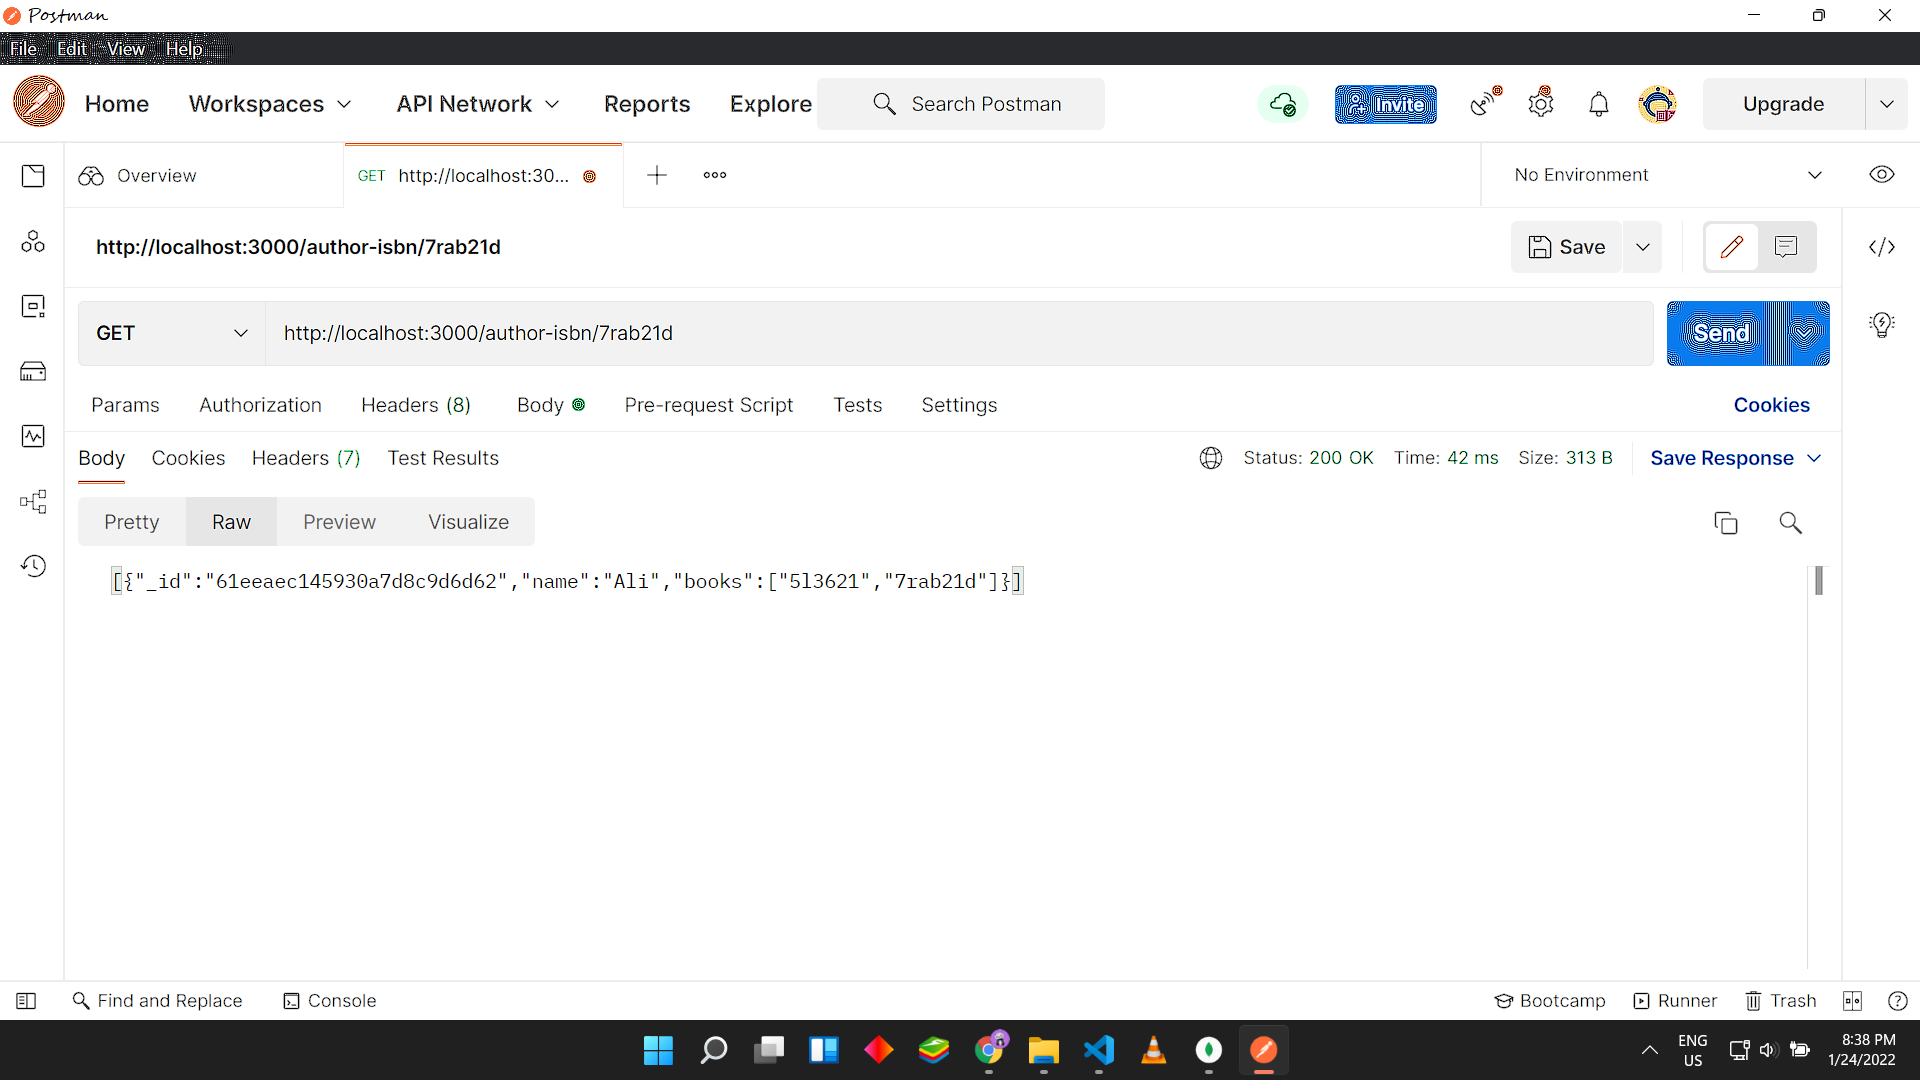 Postman
File Edit View Help
Home Workspaces API Network Reports Explore Search Postman Invite Upgrade
Overview GET http://localhost:30... No Environment
http://localhost:3000/author-isbn/7rab21d Save
GET http://localhost:3000/author-isbn/7rab21d Send
Params Authorization Headers (8) Body Pre-request Script Tests Settings Cookies
Body Cookies Headers (7) Test Results Status: 200 OK Time: 42 ms Size: 313 B Save Response
Pretty Raw Preview Visualize
[{"_id":"61eeaec145930a7d8c9d6d62","name":"Ali","books":["5l3621","7rab21d"]}]
Find and Replace Console Bootcamp Runner Trash
ENG 8:38 PM
US 1/24/2022